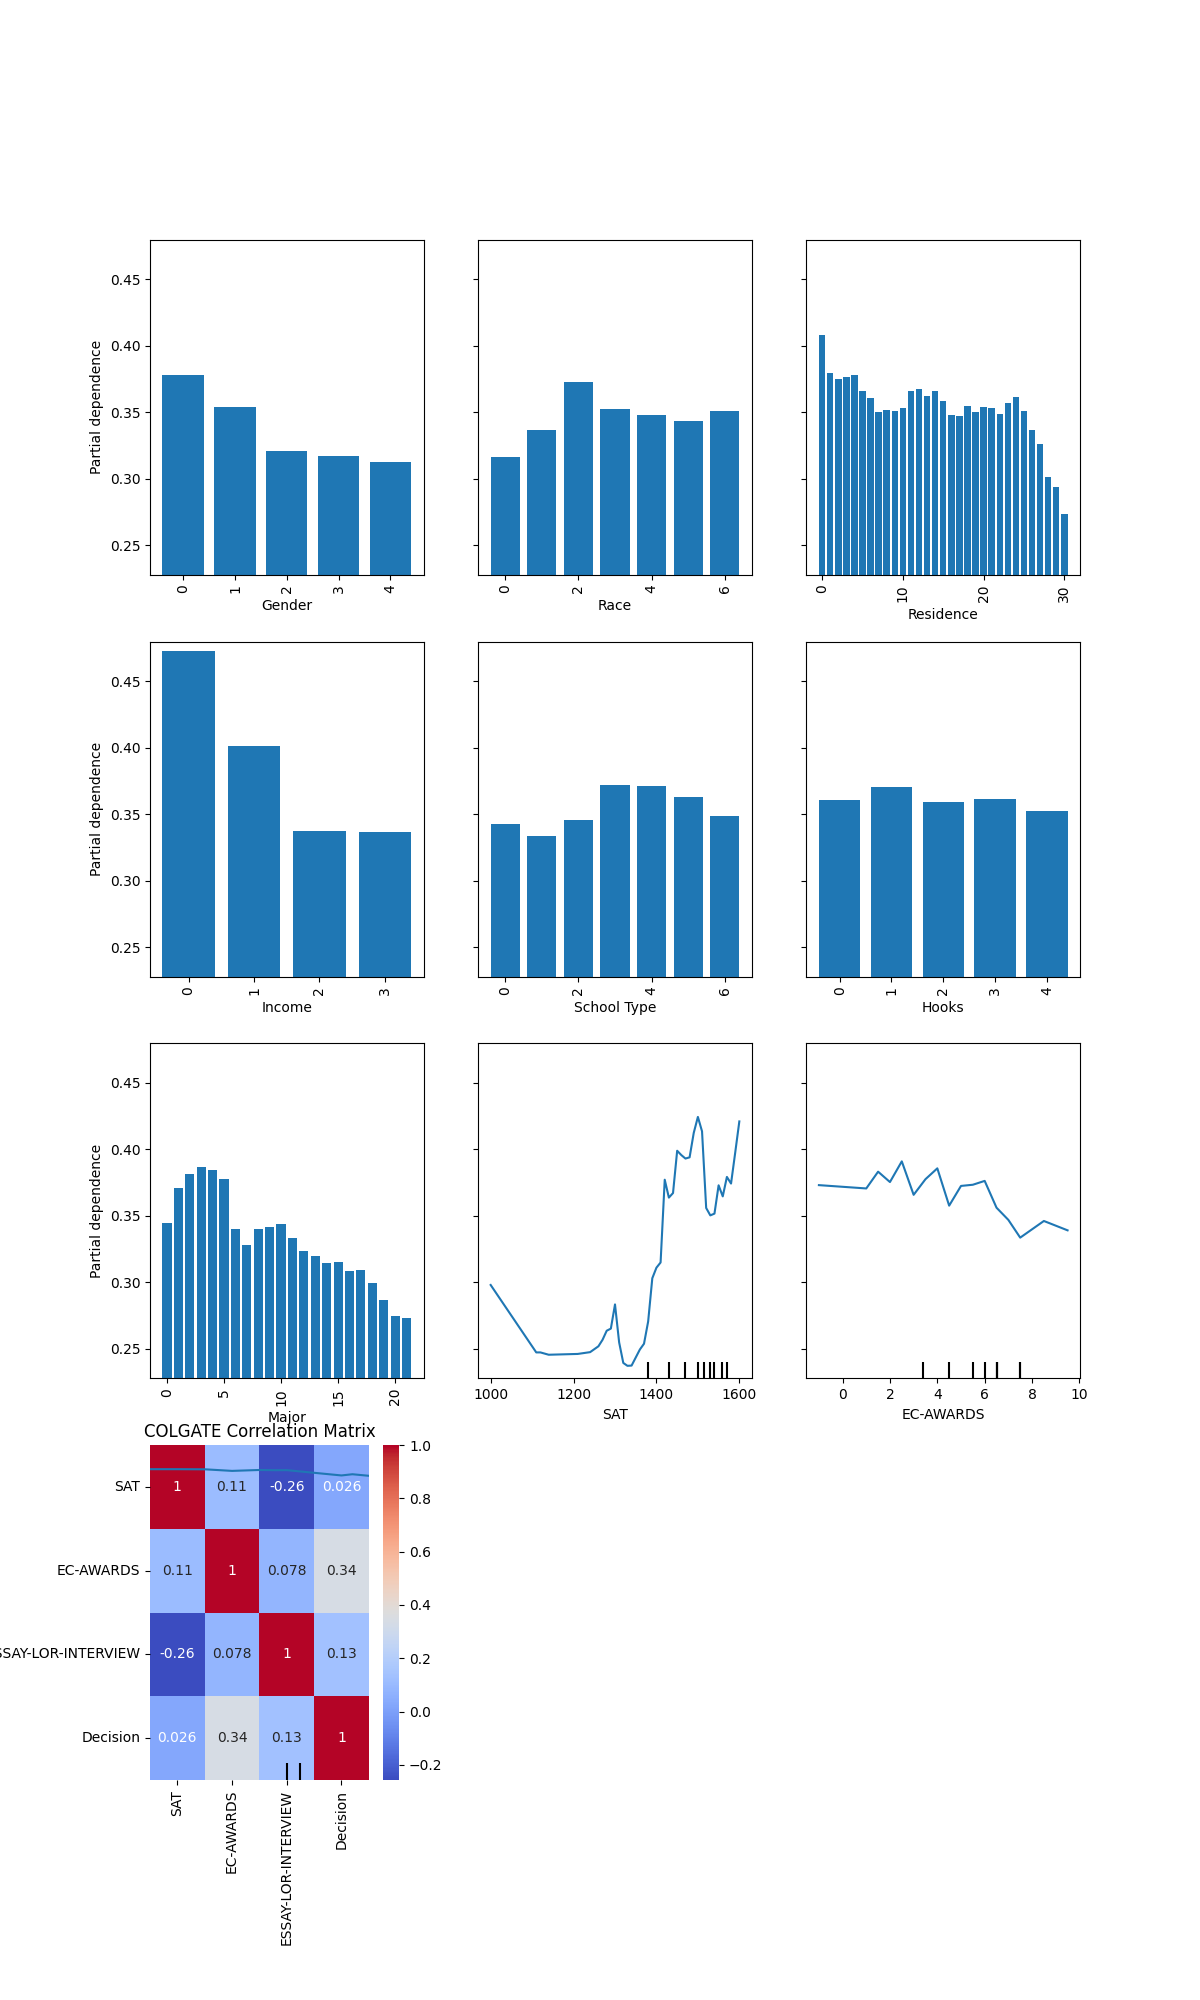 0.45
0.40
0.35
0.30
0.25
Partial dependence
0 1 2 3 4
Gender
0 2 4 6
Race
0 10 20 30
Residence
0.45
0.40
0.35
0.30
0.25
Partial dependence
0 1 2 3
Income
0 2 4 6
School Type
0 1 2 3 4
Hooks
0.45
0.40
0.35
0.30
0.25
Partial dependence
0 5 10 15 20
Major
1000 1200 1400 1600
SAT
0 2 4 6 8 10
EC-AWARDS
COLGATE Correlation Matrix
SAT 1 0.11 -0.26 0.026
EC-AWARDS 0.11 1 0.078 0.34
SSAY-LOR-INTERVIEW -0.26 0.078 1 0.13
Decision 0.026 0.34 0.13 1
SAT
EC-AWARDS
ESSAY-LOR-INTERVIEW
Decision
1.0
0.8
0.6
0.4
0.2
0.0
−0.2